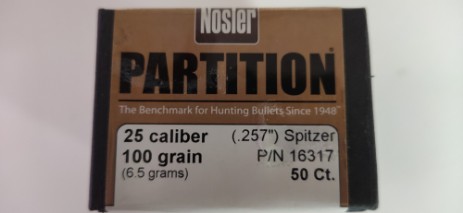 Nosler
PARTITION®
The Benchmark for Hunting Bullets Since 1948™
25 caliber (.257") Spitzer
100 grain P/N 16317
(6.5 grams) 50 Ct.